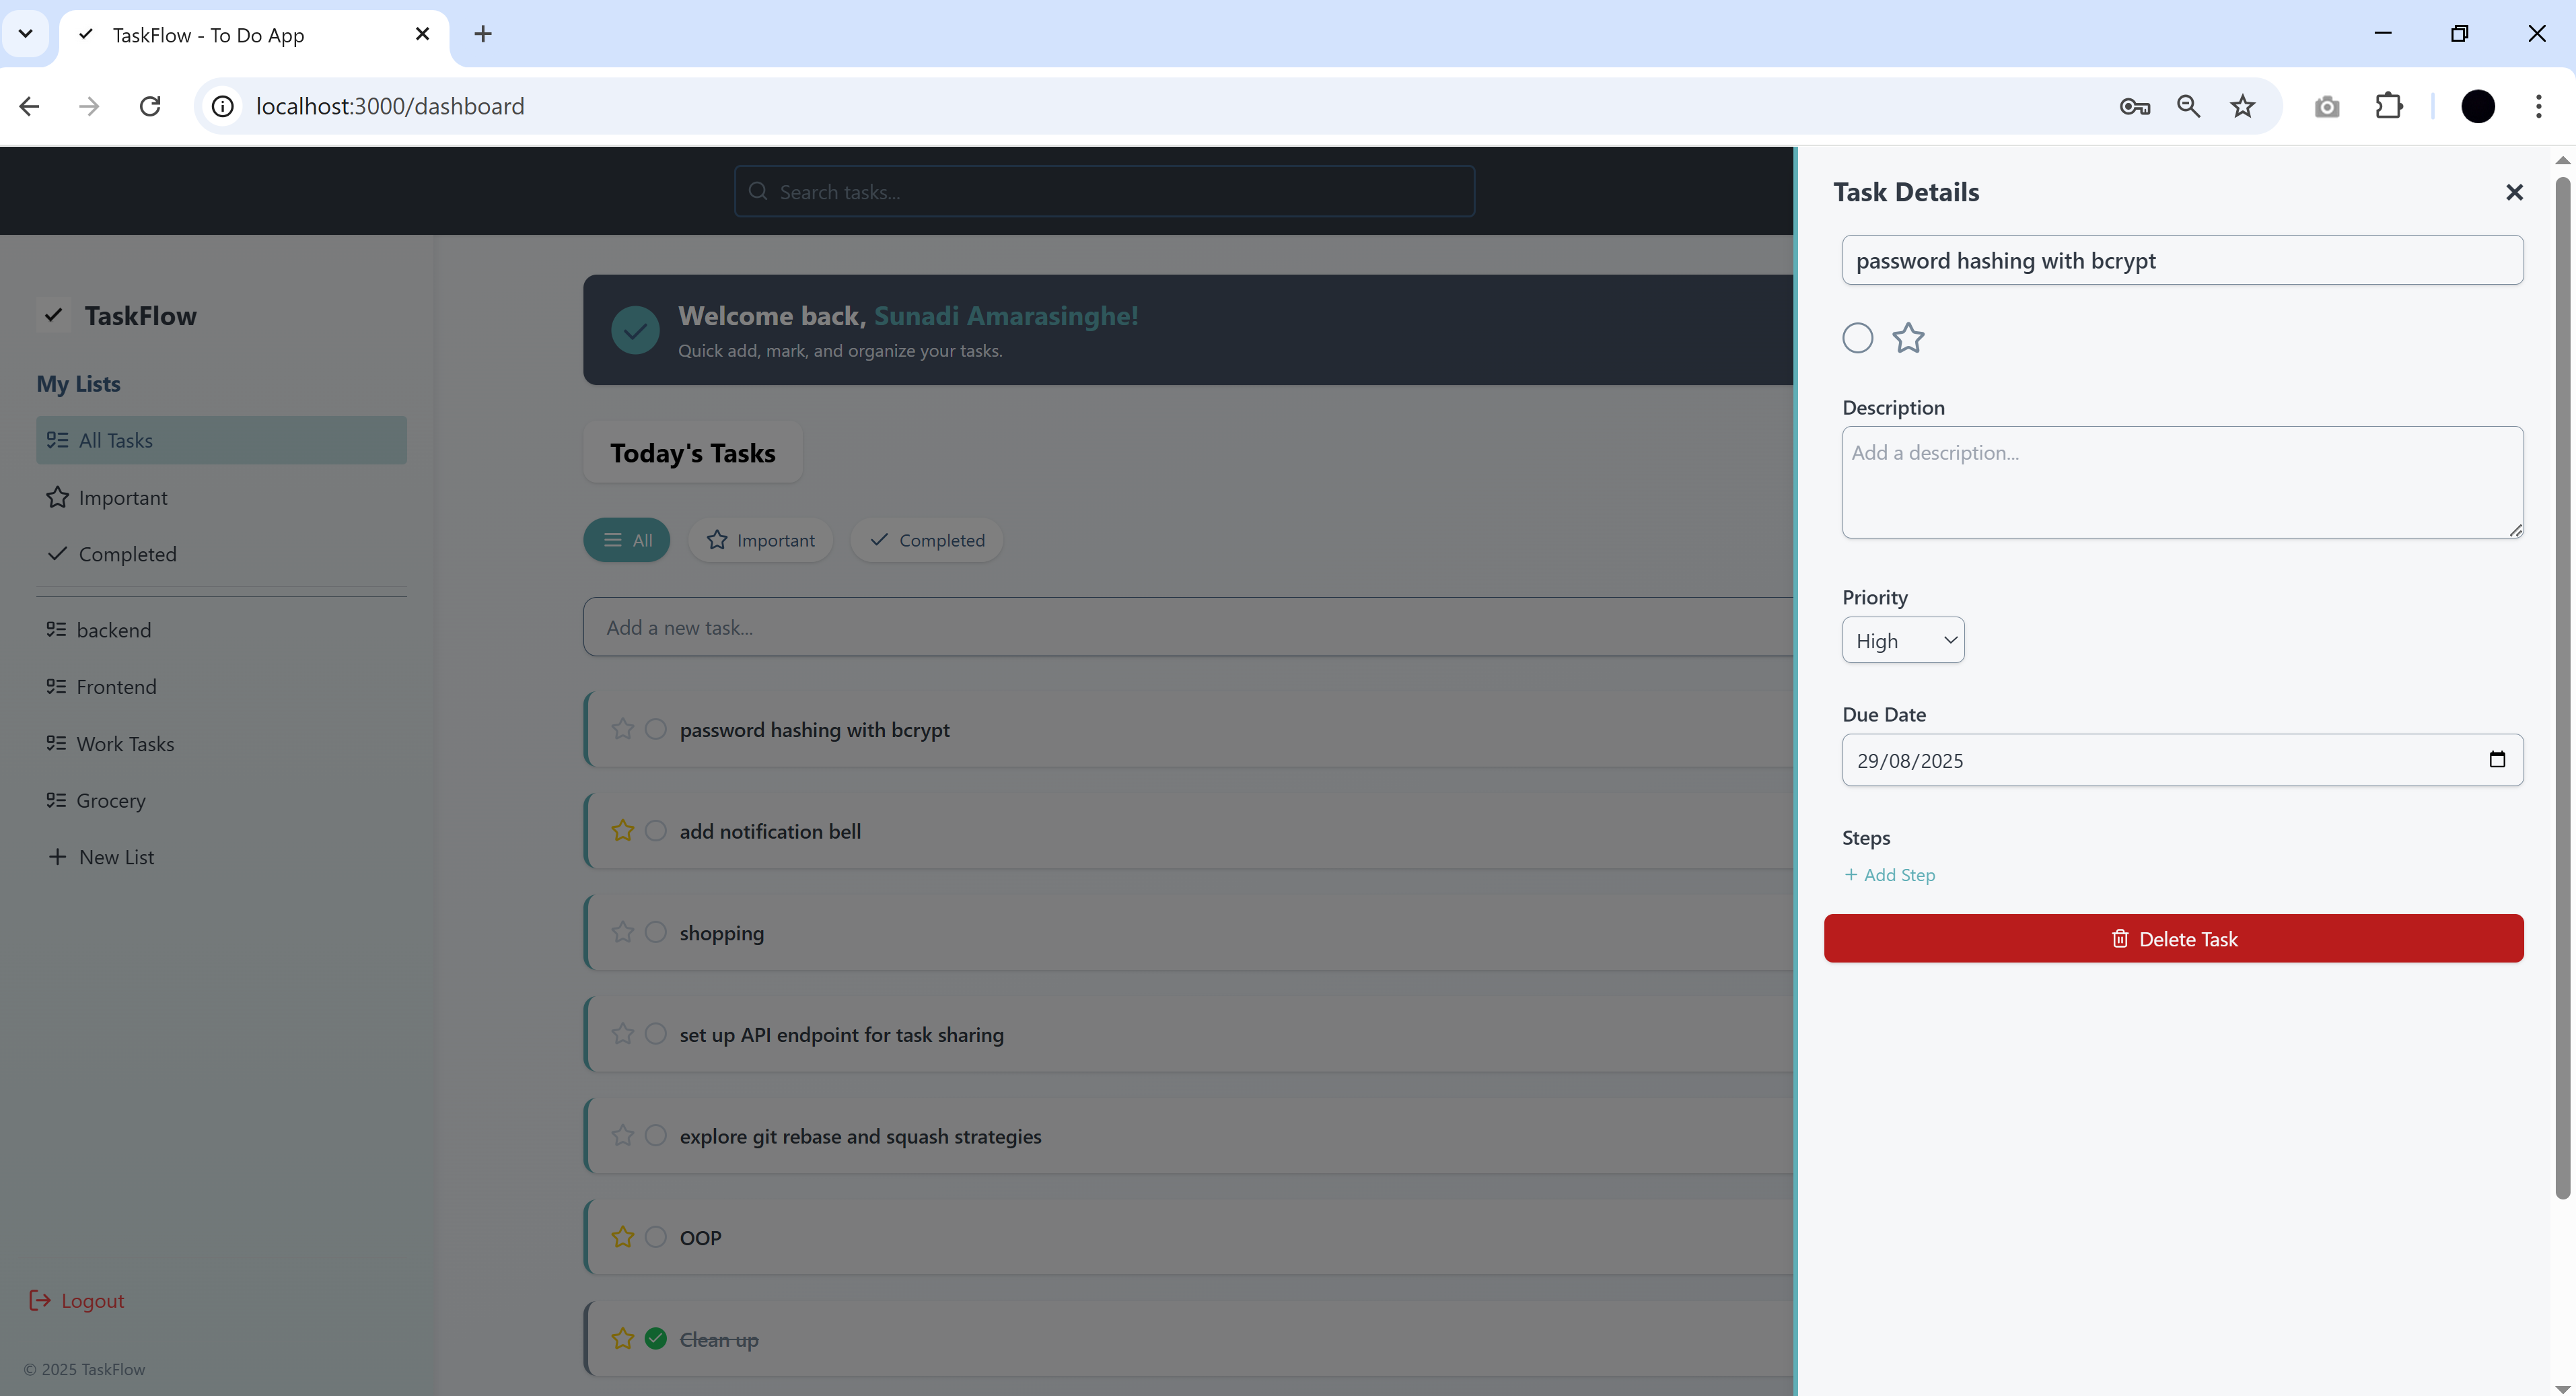 TaskFlow - To Do App
localhost:3000/dashboard
Search tasks...
TaskFlow
My Lists
All Tasks
Important
Completed
backend
Frontend
Work Tasks
Grocery
New List
Logout
© 2025 TaskFlow
Welcome back, Sunadi Amarasinghe!
Quick add, mark, and organize your tasks.
Today's Tasks
All Important Completed
Add a new task...
password hashing with bcrypt
add notification bell
shopping
set up API endpoint for task sharing
explore git rebase and squash strategies
OOP
Clean up
Task Details
password hashing with bcrypt
Description
Add a description...
Priority
High
Due Date
29/08/2025
Steps
+ Add Step
Delete Task